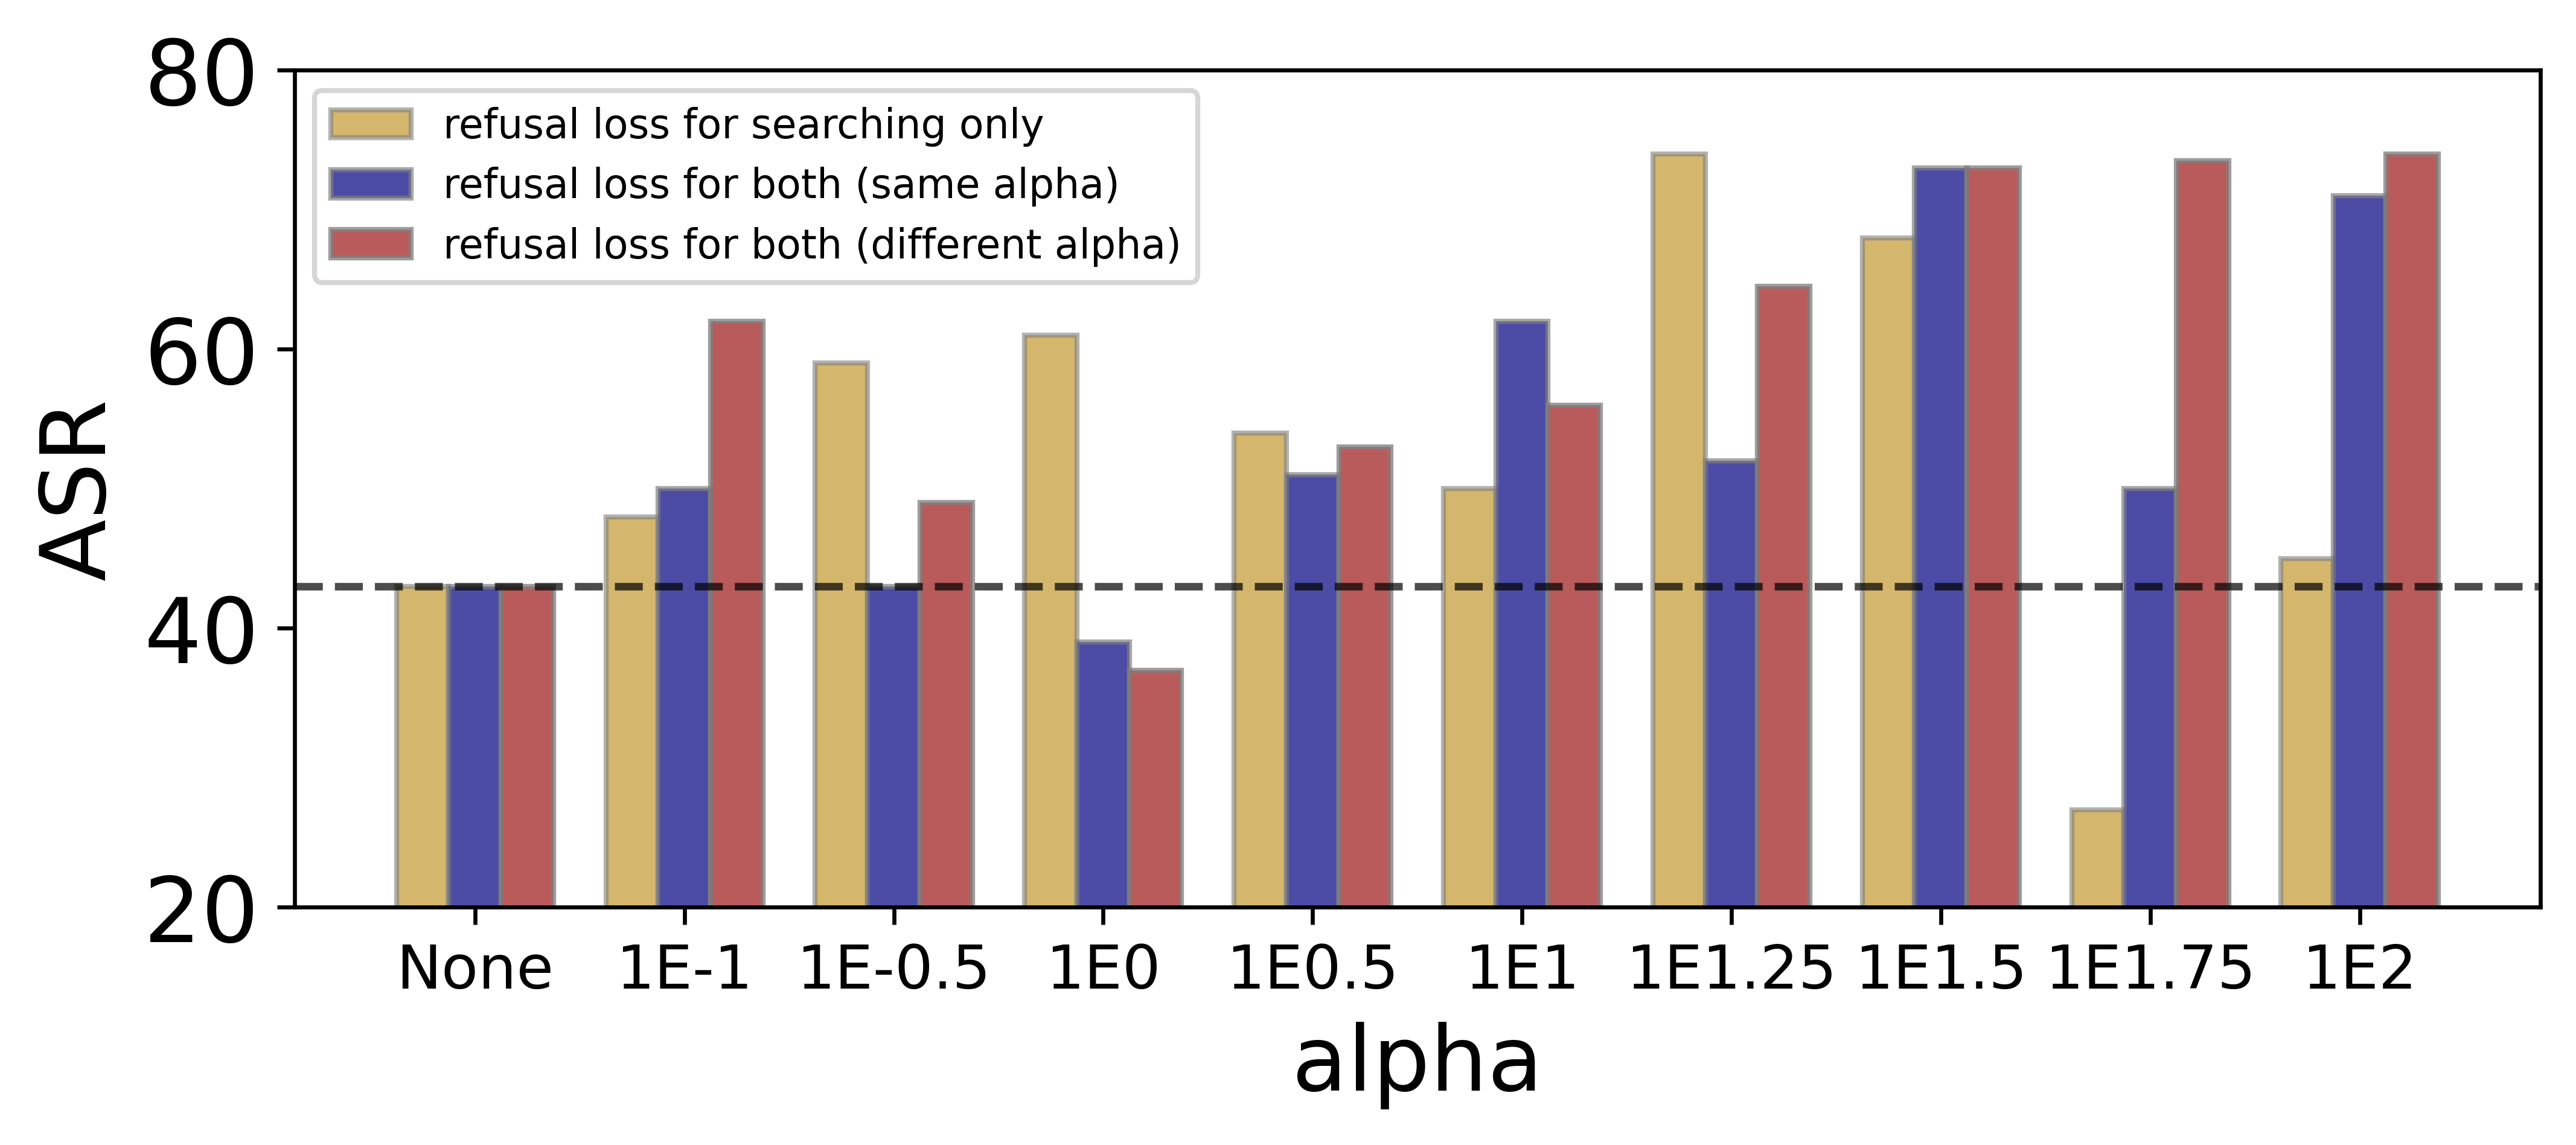 80
60
40
20
ASR
refusal loss for searching only
refusal loss for both (same alpha)
refusal loss for both (different alpha)
None 1E-1 1E-0.5 1E0 1E0.5 1E1 1E1.25 1E1.5 1E1.75 1E2
alpha